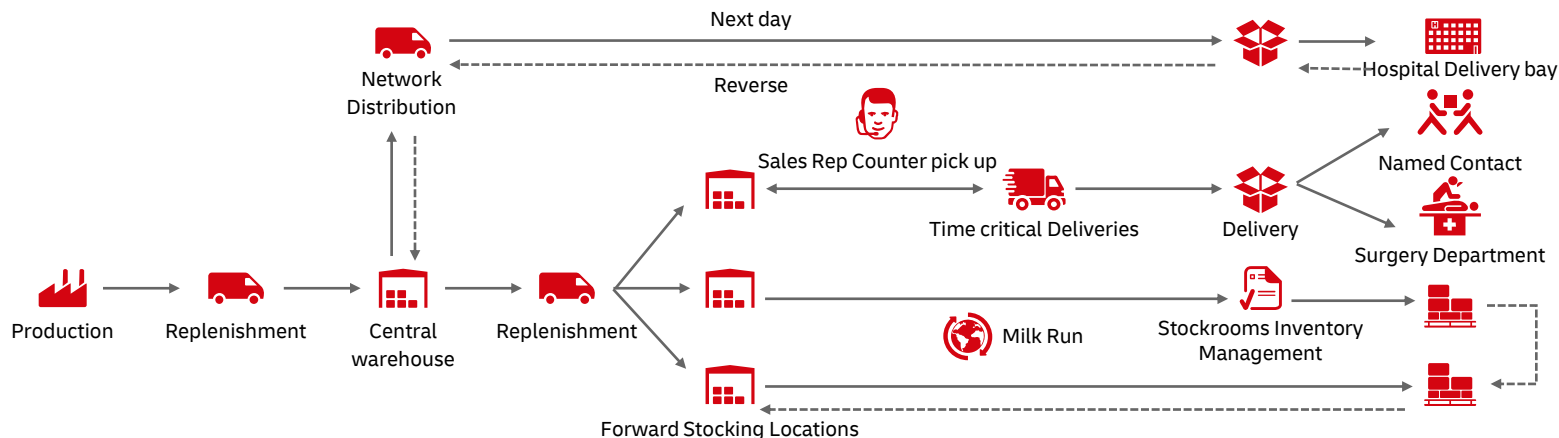 Next day
Network
Distribution
Reverse
Hospital Delivery bay
H
Sales Rep Counter pick up
Named Contact
Time critical Deliveries
Delivery
Surgery Department
Production
Replenishment
Central
warehouse
Replenishment
Milk Run
Stockrooms Inventory
Management
Forward Stocking Locations